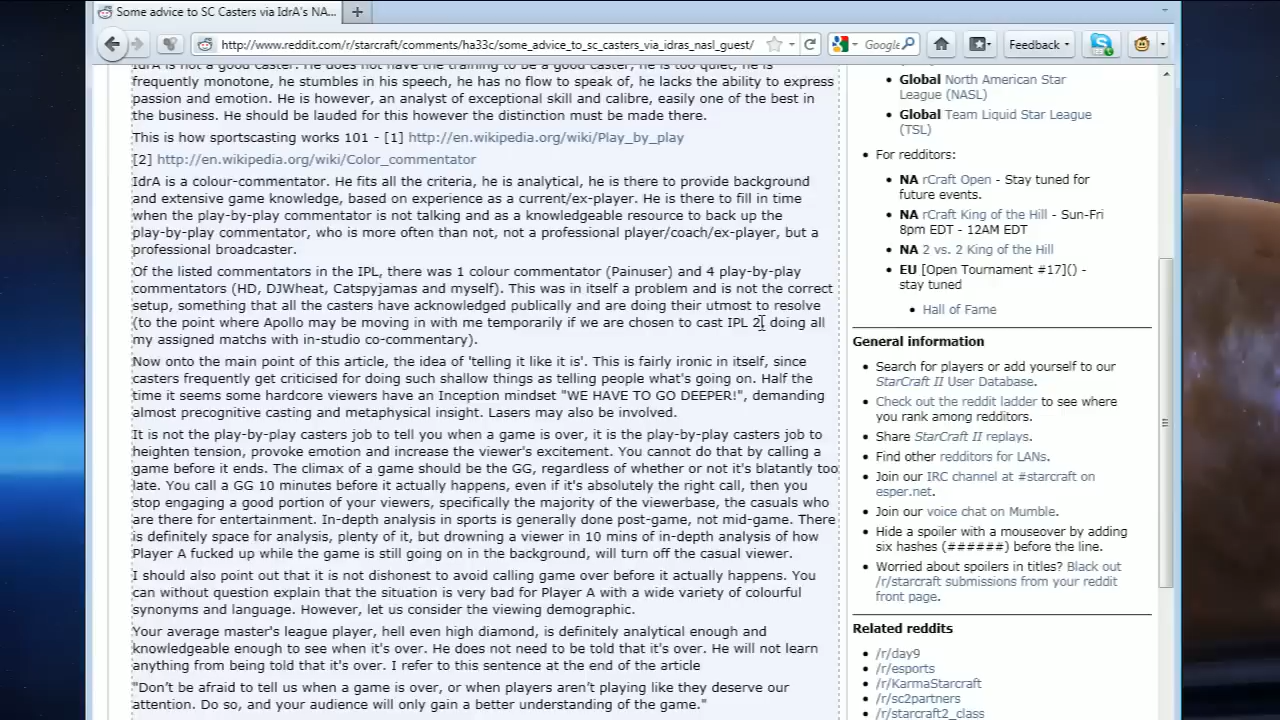 Some advice to SC Casters via IdrA's NA...
http://www.reddit.com/r/starcraft/comments/ha33c/some_advice_to_sc_casters_via_idras_nasl_guest/
Google
Feedback
IdrA is not a good caster. He does not have the training to be a good caster, he is too quiet, he is
frequently monotone, he stumbles in his speech, he has no flow to speak of, he lacks the ability to express
passion and emotion. He is however, an analyst of exceptional skill and calibre, easily one of the best in
the business. He should be lauded for this however the distinction must be made for there.
This is how sportscasting works 101 - [1] http://en.wikipedia.org/wiki/Play_by_play
[2] http://en.wikipedia.org/wiki/Color_commentator
IdrA is a colour-commentator. He fits all the criteria, he is analytical, he is there to provide background
and extensive game knowledge, based on experience as a current/ex-player. He is there to fill in time
when the play-by-play commentator is not talking and as a knowledgeable resource to back up the
play-by-play commentator, who is more often than not, not a professional player/coach/ex-player, but a
professional broadcaster.
Of the listed commentators in the IPL, there was 1 colour commentator (Painuser) and 4 play-by-play
commentators (HD, DJWheat, Catspyjamas and myself). This was in itself a problem and is not the correct
setup, something that all the casters have acknowledged publically and are doing their utmost to resolve
(to the point where Apollo may be moving in with me temporarily if we are chosen to cast IPL 2, doing all
my assigned matchs with in-studio co-commentary).
Now onto the main point of this article, the idea of 'telling it like it is'. This is fairly ironic in itself, since
casters frequently get criticised for doing such shallow things as telling people what's going on. Half the
time it seems some hardcore viewers have an Inception mindset "WE HAVE TO GO DEEPER!", demanding
almost precognitive casting and metaphysical insight. Lasers may also be involved.
It is not the play-by-play casters job to tell you when a game is over, it is the play-by-play casters job to
heighten tension, provoke emotion and increase the viewer's excitement. You cannot do that by calling a
game before it ends. The climax of a game should be the GG, regardless of whether or not it's blatantly too
late. You call a GG 10 minutes before it actually happens, even if it's absolutely the right call, then you
stop engaging a good portion of your viewers, specifically the majority of the viewerbase, the casuals who
are there for entertainment. In-depth analysis in sports is generally done post-game, not mid-game. There
is definitely space for analysis, plenty of it, but drowning a viewer in 10 mins of in-depth analysis of how
Player A fucked up while the game is still going on in the background, will turn off the casual viewer.
I should also point out that it is not dishonest to avoid calling game over before it actually happens. You
can without question explain that the situation is very bad for Player A with a wide variety of colourful
synonyms and language. However, let us consider the viewing demographic.
Your average master's league player, hell even high diamond, is definitely analytical enough and
knowledgeable enough to see when it's over. He does not need to be told that it's over. He will not learn
anything from being told that it's over. I refer to this sentence at the end of the article
"Don't be afraid to tell us when a game is over, or when players aren't playing like they deserve our
attention. Do so, and your audience will only gain a better understanding of the game."
Global North American Star
League (NASL)
Global Team Liquid Star League
(TSL)
For redditors:
NA rCraft Open - Stay tuned for
future events.
NA rCraft King of the Hill - Sun-Fri
8pm EDT - 12AM EDT
NA 2 vs. 2 King of the Hill
EU [Open Tournament #17]() -
stay tuned
Hall of Fame
General information
Search for players or add yourself to our
StarCraft II User Database.
Check out the reddit ladder to see where
you rank among redditors.
Share StarCraft II replays.
Find other redditors for LANs.
Join our IRC channel at #starcraft on
esper.net.
Join our voice chat on Mumble.
Hide a spoiler with a mouseover by adding
six hashes (######) before the line.
Worried about spoilers in titles? Black out
/r/starcraft submissions from your reddit
front page.
Related reddits
/r/day9
/r/esports
/r/KarmaStarcraft
/r/sc2partners
/r/starcraft2_class